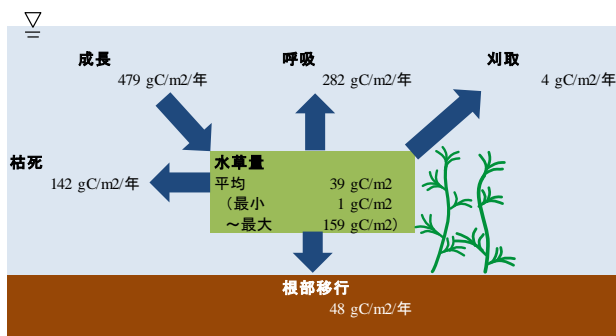 成長 呼吸 刈取
479 gC/m2/年 282 gC/m2/年 4 gC/m2/年
枯死
142 gC/m2/年
水草量
平均 39 gC/m2
（最小 1 gC/m2
～最大 159 gC/m2）
根部移行
48 gC/m2/年